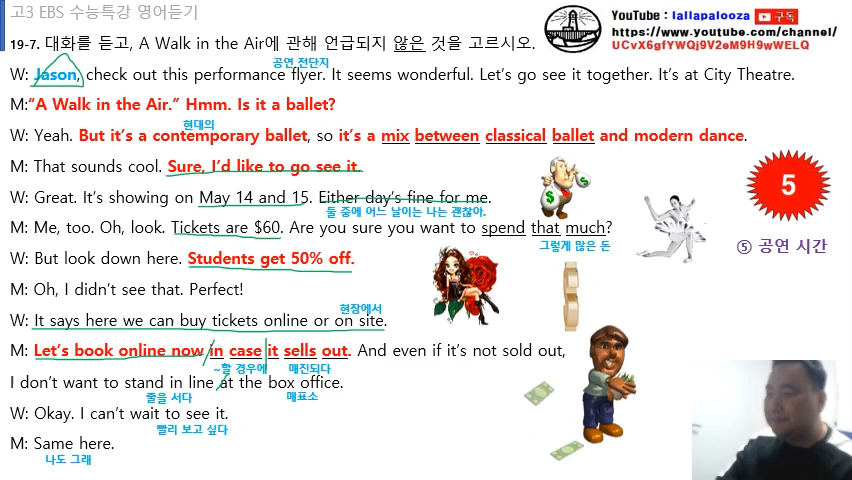 고3 EBS 수능특강 영어듣기
YouTube : lallapalooza 구독
https://www.youtube.com/channel/
UCvX6gfYWQj9V2eM9H9wWELQ
19-7. 대화를 듣고, A Walk in the Air에 관해 언급되지 않은 것을 고르시오.
공연 전단지
W: Jason, check out this performance flyer. It seems wonderful. Let's go see it together. It's at City Theatre.
M:“A Walk in the Air.” Hmm. Is it a ballet?
현대의
W: Yeah. But it's a contemporary ballet, so it's a mix between classical ballet and modern dance.
M: That sounds cool. Sure, I'd like to go see it.
5
W: Great. It's showing on May 14 and 15. Either day's fine for me.
둘 중에 어느 날이는 나는 괜찮아.
M: Me, too. Oh, look. Tickets are $60. Are you sure you want to spend that much?
그렇게 많은 돈
⑤ 공연 시간
W: But look down here. Students get 50% off.
M: Oh, I didn't see that. Perfect!
현장에서
W: It says here we can buy tickets online or on site.
M: Let's book online now in case it sells out. And even if it's not sold out,
~할 경우에 매진되다
I don't want to stand in line at the box office.
줄을 서다 매표소
W: Okay. I can't wait to see it.
빨리 보고 싶다
M: Same here.
나도 그래
$ $